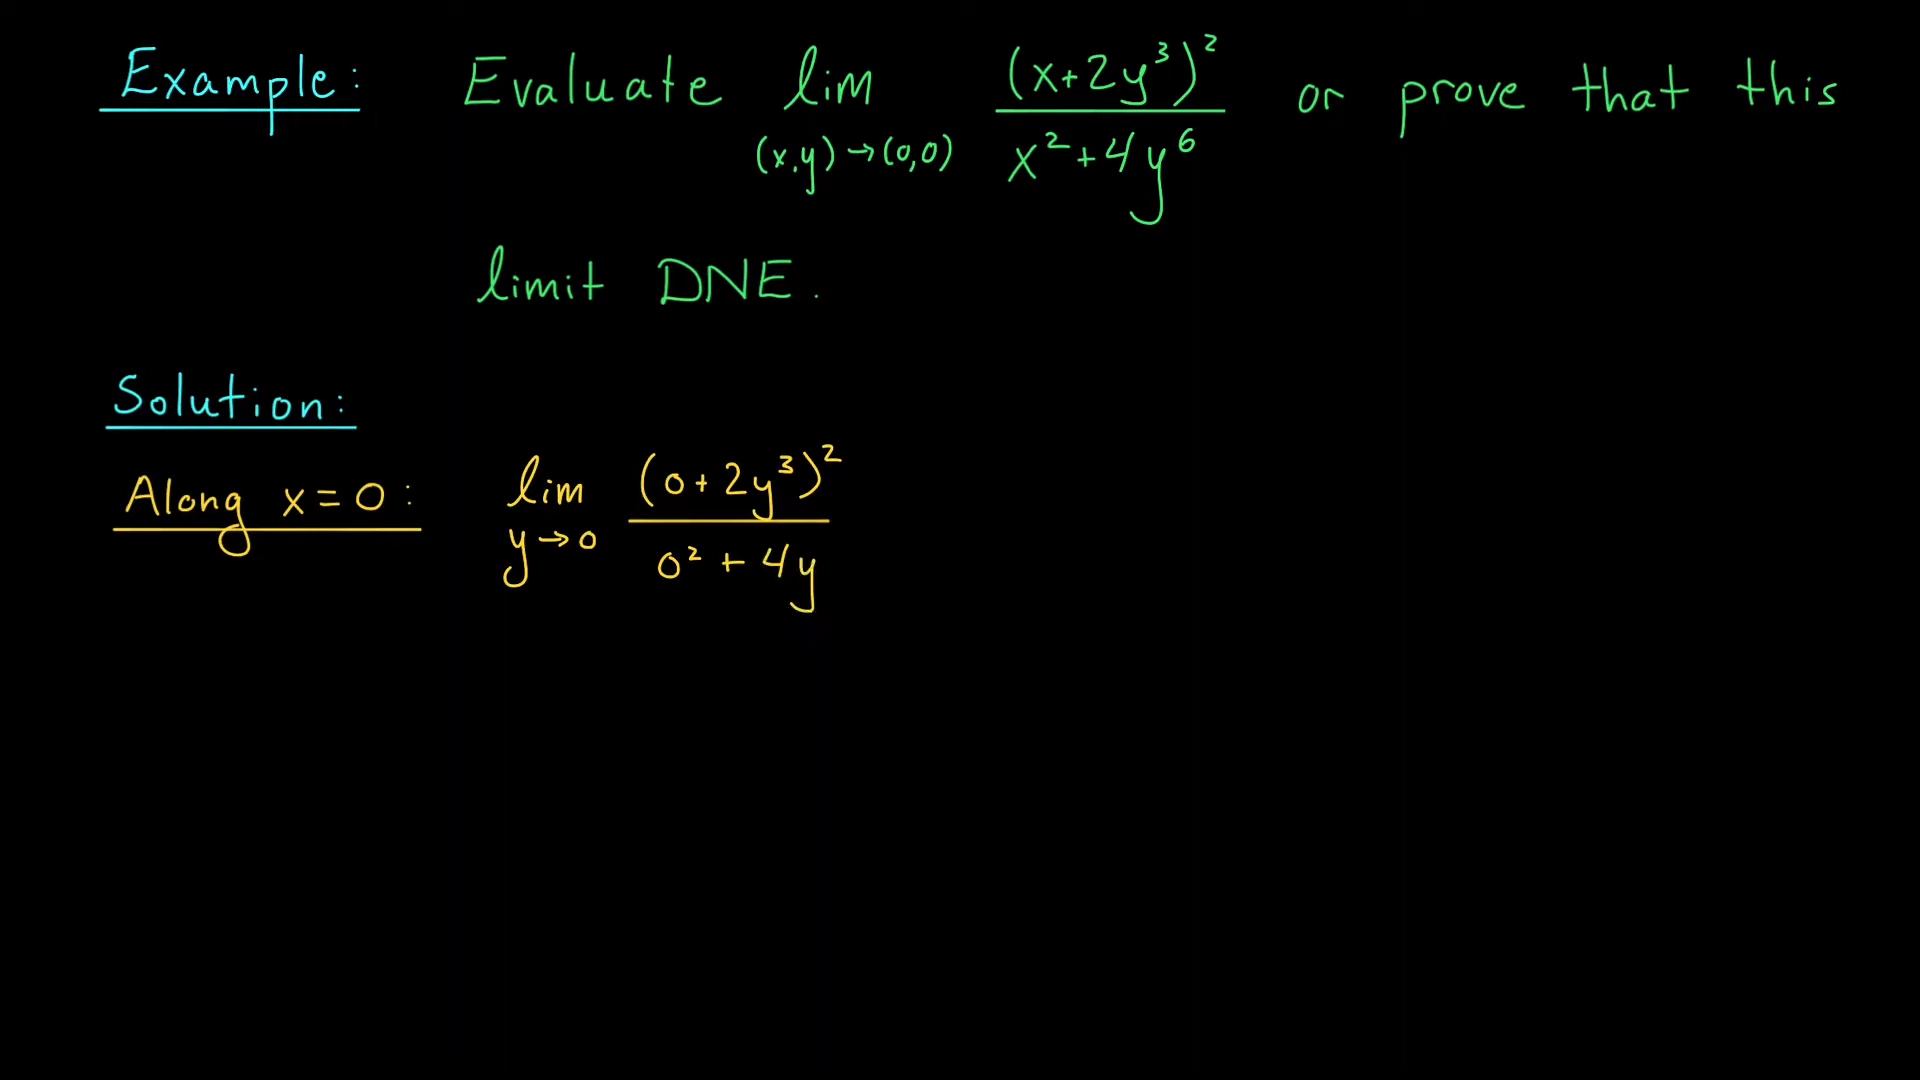 Example: Evaluate lim (x,y)→(0,0) (x+2y³)² / x²+4y⁶ or prove that this
limit DNE.
Solution:
Along x=0: lim y→0 (0+2y³)² / 0²+4y